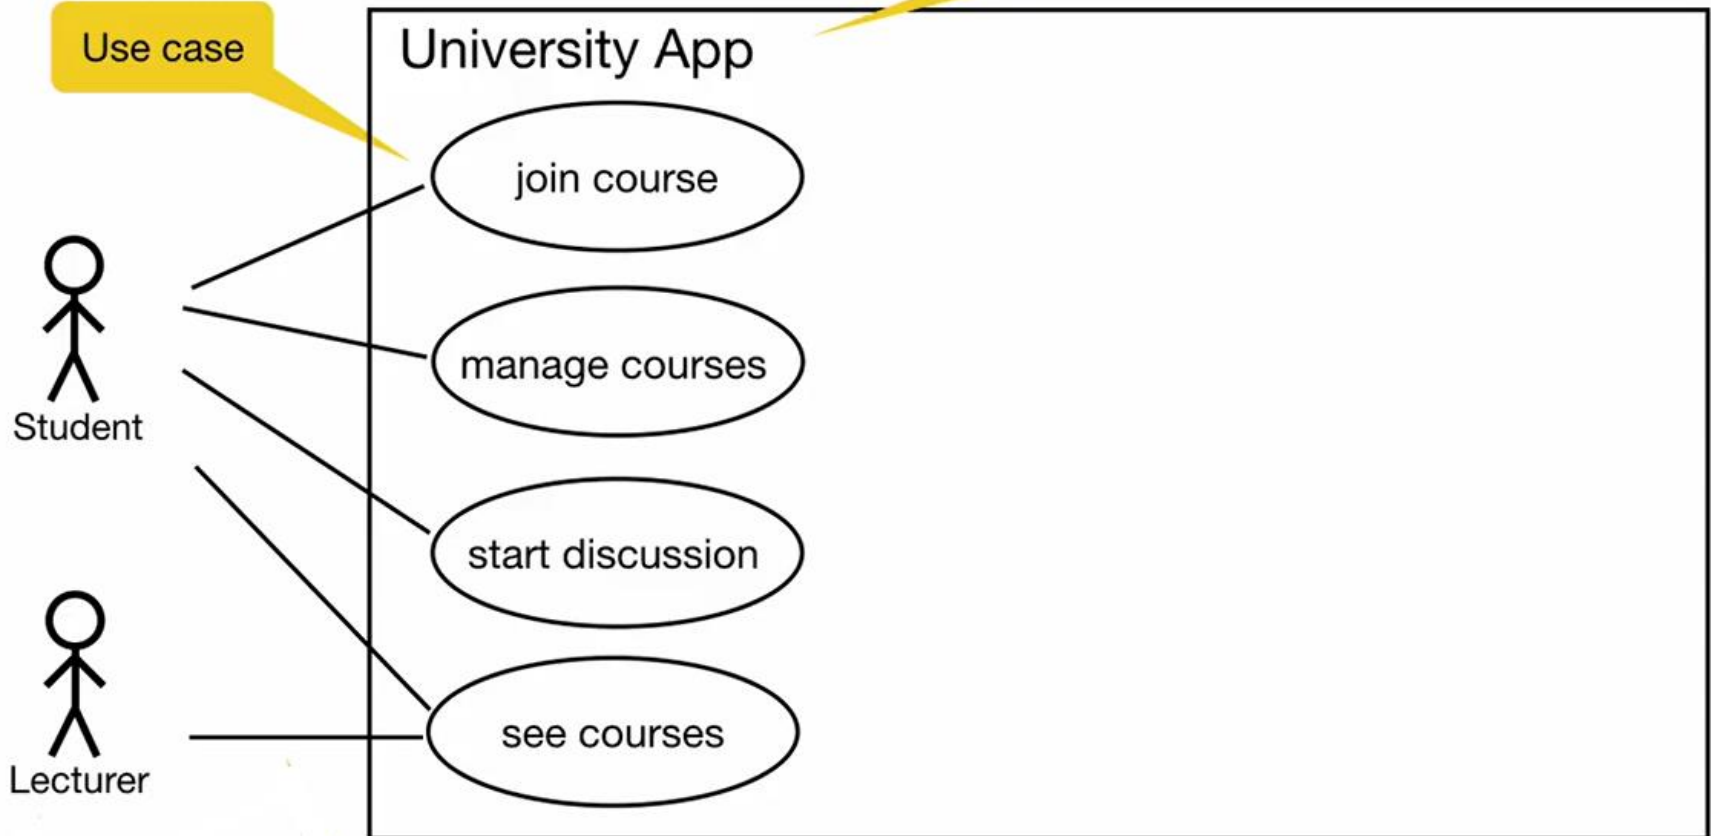 Use case
University App
join course
manage courses
Student
start discussion
see courses
Lecturer